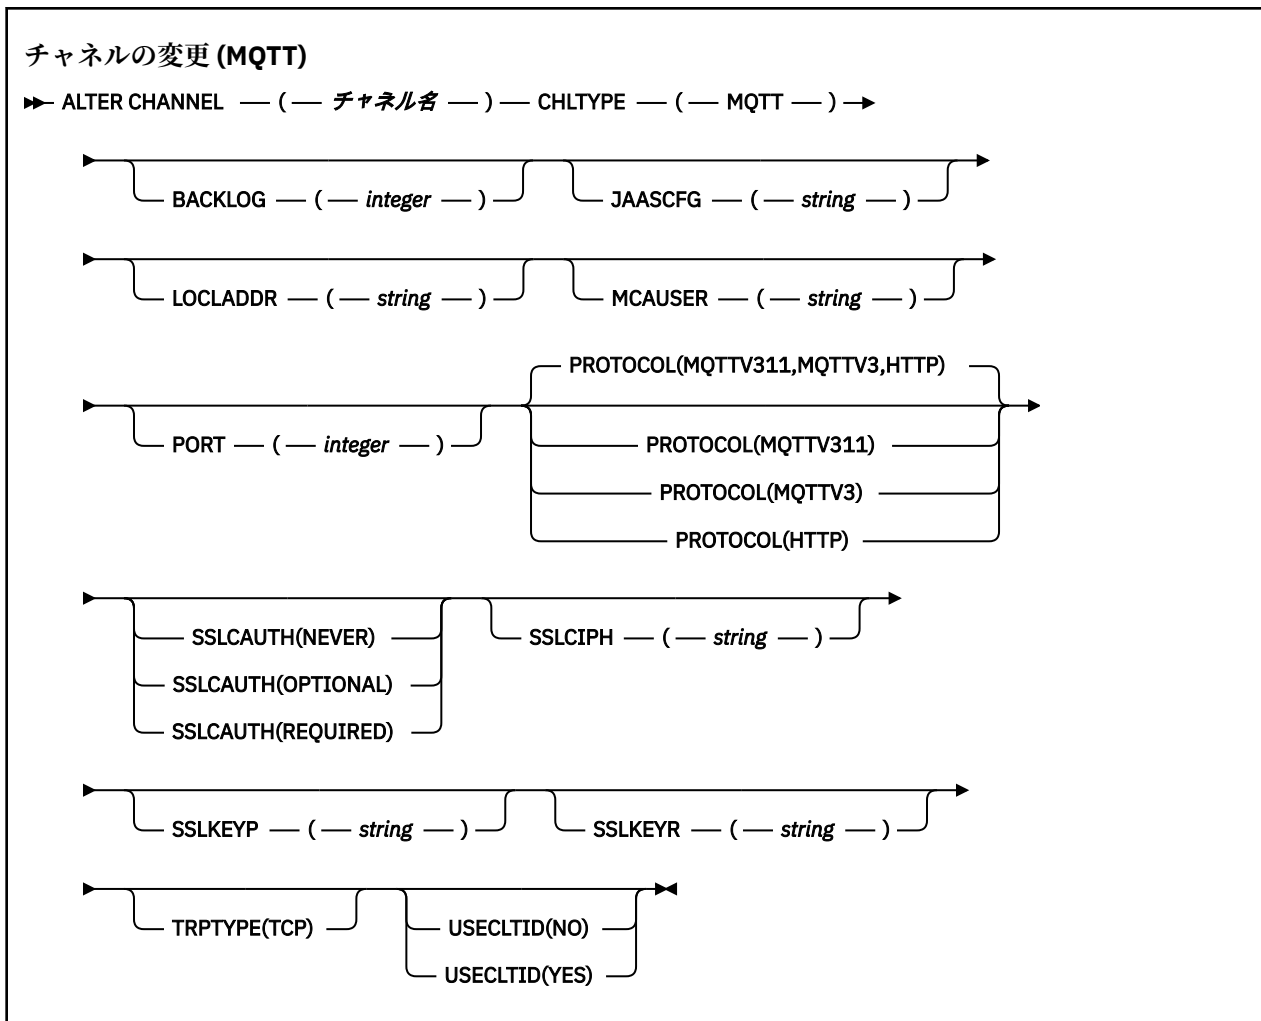 チャネルの変更 (MQTT)
ALTER CHANNEL ( チャネル名 ) CHLTYPE ( MQTT )
BACKLOG ( integer ) JAASCFG ( string )
LOCLADDR ( string ) MCAUSER ( string )
PROTOCOL(MQTTV311,MQTTV3,HTTP)
PORT ( integer ) PROTOCOL(MQTTV311)
PROTOCOL(MQTTV3)
PROTOCOL(HTTP)
SSLCAUTH(NEVER) SSLCIPH ( string )
SSLCAUTH(OPTIONAL)
SSLCAUTH(REQUIRED)
SSLKEYP ( string ) SSLKEYR ( string )
TRPTYPE(TCP) USECLTID(NO)
USECLTID(YES)